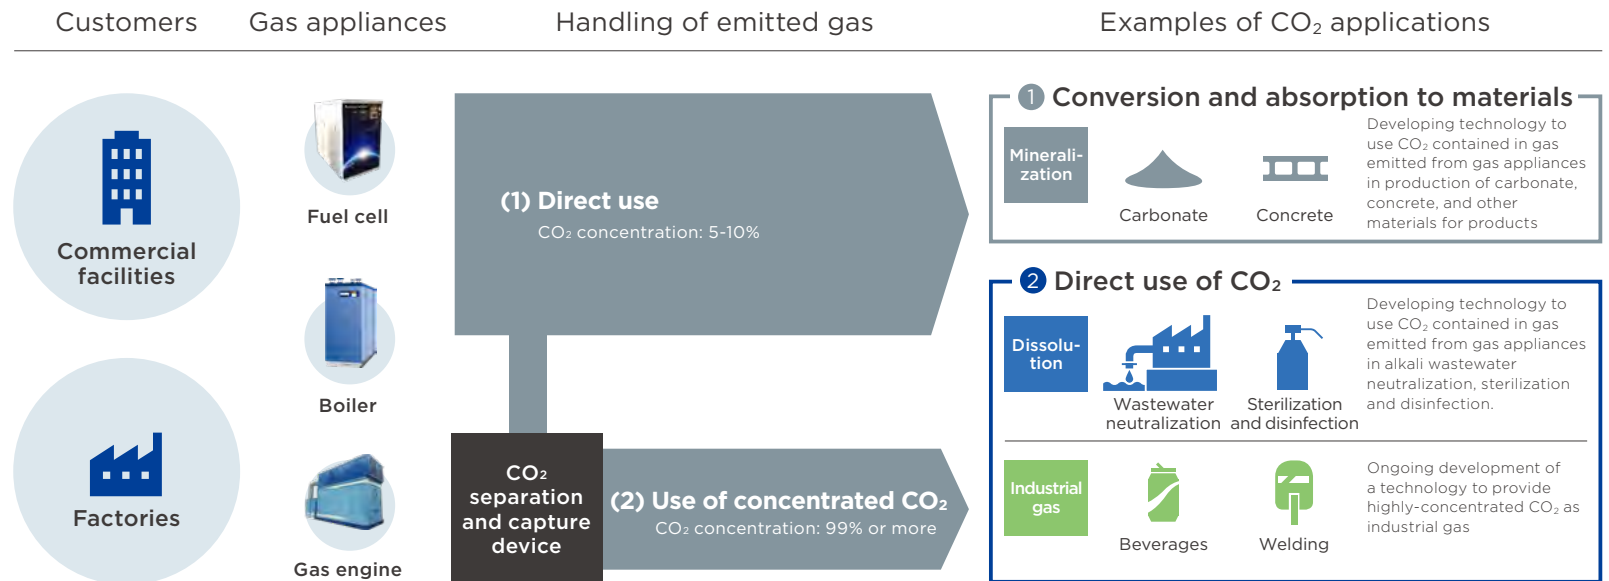 Customers
Gas appliances
Handling of emitted gas
Examples of CO₂ applications
Commercial
facilities
Factories
Fuel cell
Boiler
Gas engine
(1) Direct use
CO₂ concentration: 5-10%
CO₂
separation
and capture
device
(2) Use of concentrated CO₂
CO₂ concentration: 99% or more
1 Conversion and absorption to materials
Minerali-
zation
Carbonate
Concrete
Developing technology to
use CO₂ contained in gas
emitted from gas appliances
in production of carbonate,
concrete, and other
materials for products
2 Direct use of CO₂
Dissolu-
tion
Wastewater
neutralization
Sterilization
and disinfection
Developing technology to
use CO₂ contained in gas
emitted from gas appliances
in alkali wastewater
neutralization, sterilization
and disinfection.
Industrial
gas
Beverages
Welding
Ongoing development of
a technology to provide
highly-concentrated CO₂ as
industrial gas